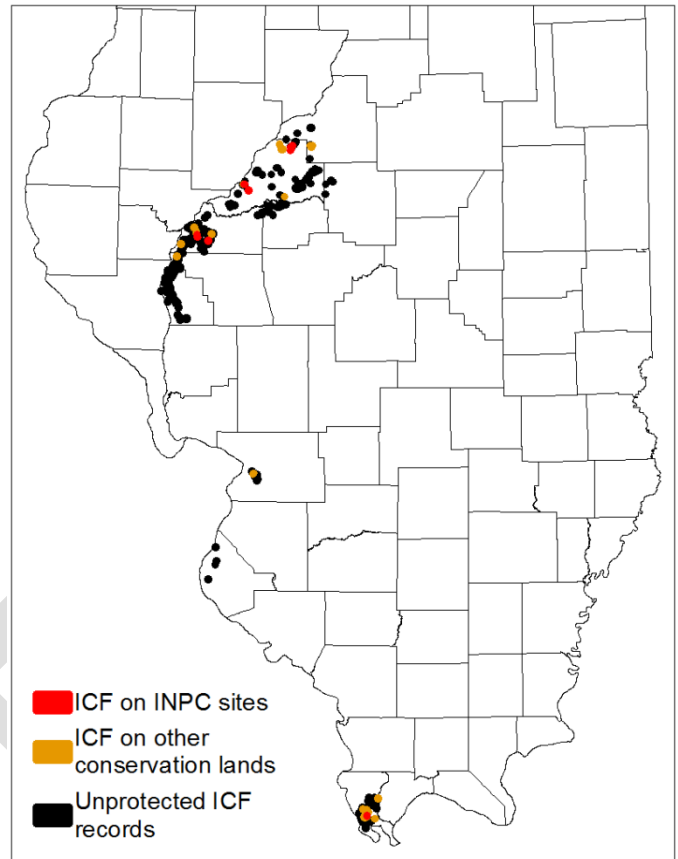 ICF on INPC sites
ICF on other
conservation lands
Unprotected ICF
records